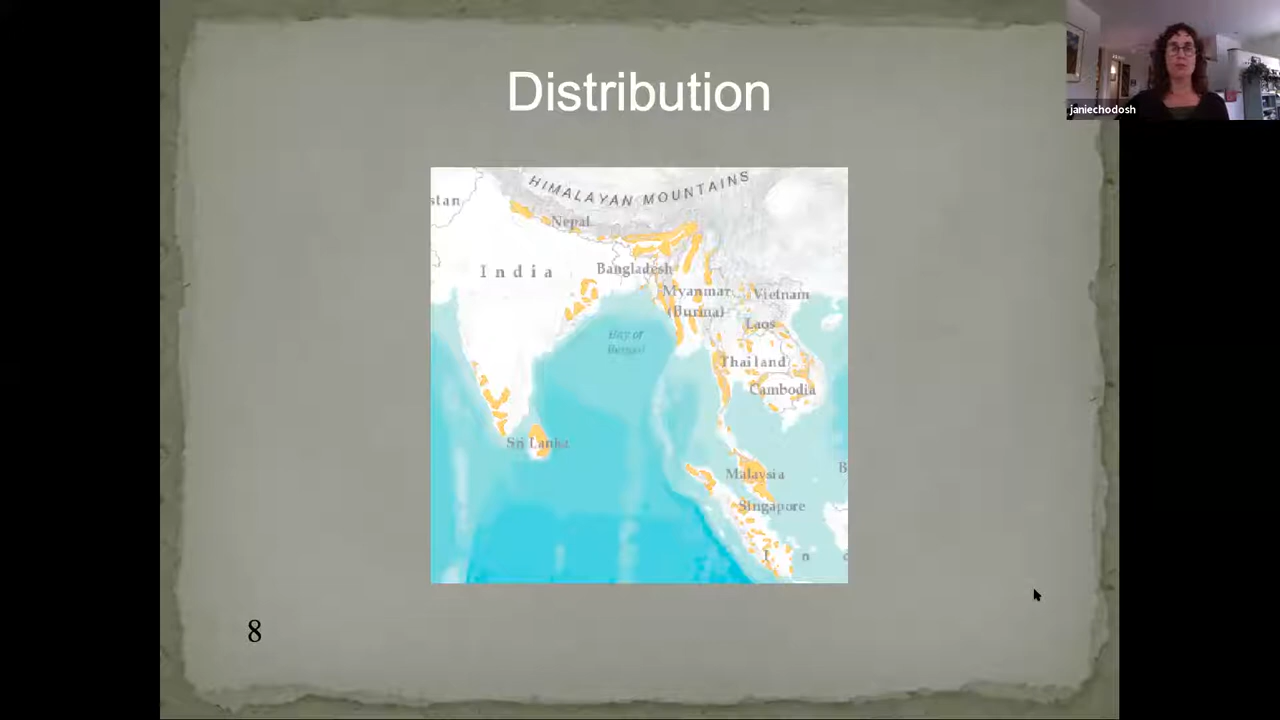 Distribution
janiechodosh
HIMALAYAN MOUNTAINS
stan
Nepal
India
Bangladesh
Myanmar
(Burma)
Vietnam
Laos
Bay of
Bengal
Thailand
Cambodia
Sri Lanka
Malaysia
B
Singapore
I n d
8